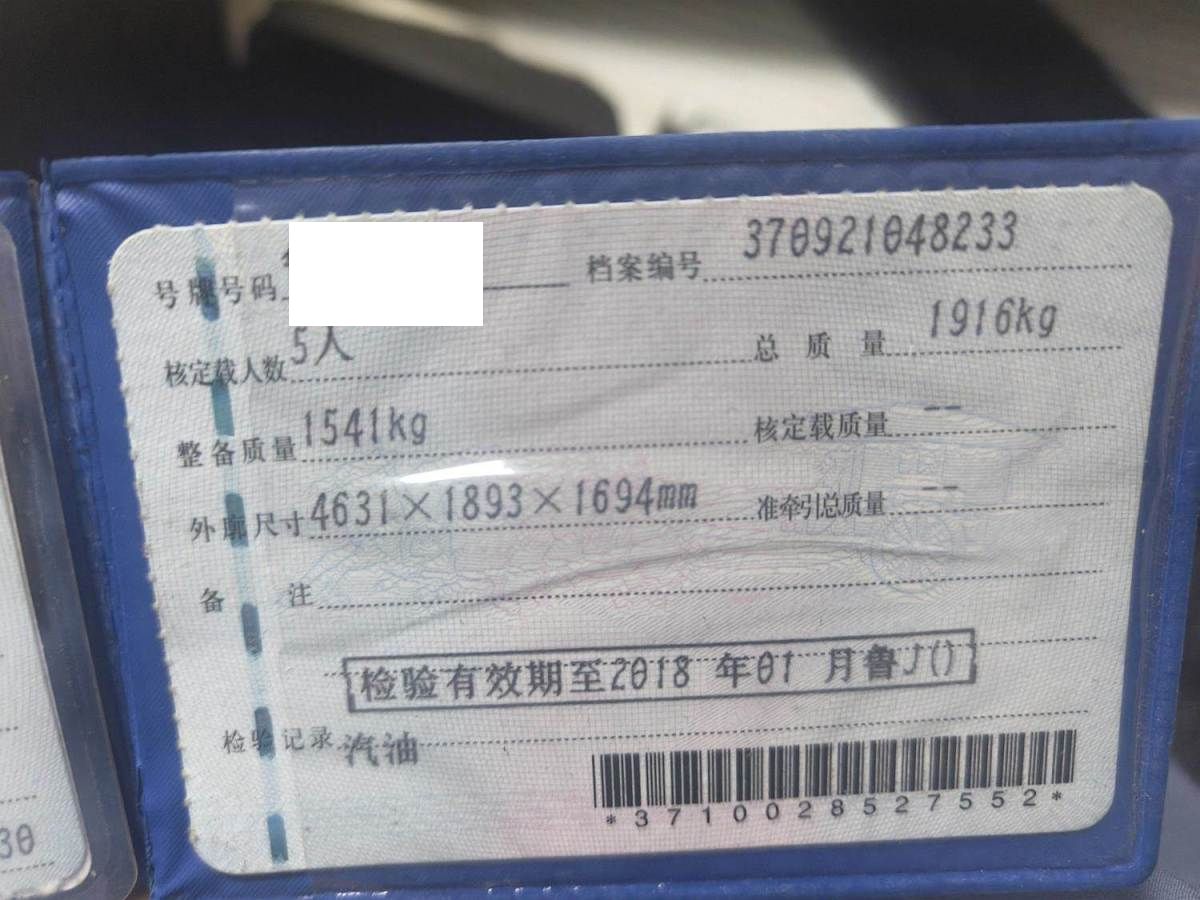 号牌号码 档案编号 370921048233
核定载人数 5人 总质量 1916kg
整备质量 1541kg 核定载质量 --
外廓尺寸 4631×1893×1694mm 准牵引总质量 --
备注
检验有效期至2018 年01 月鲁J()
检验记录 汽油
*3710028527552*
30